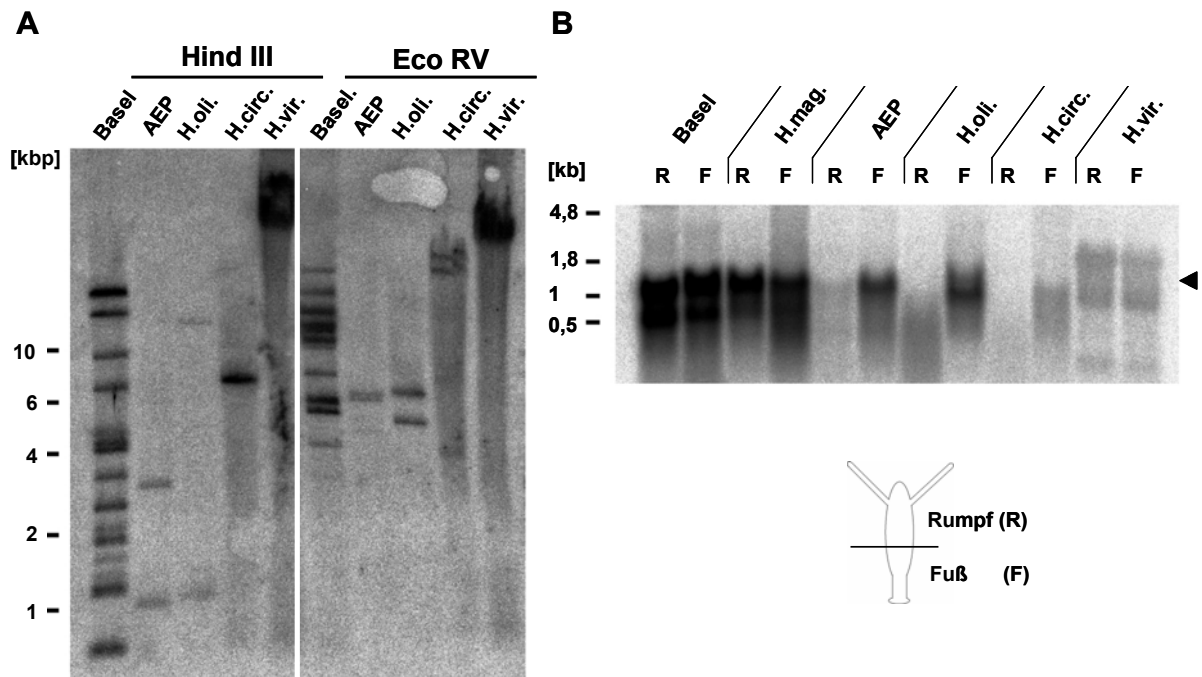 A
Hind III
Eco RV
Basel
AEP
H.oli.
H.circ.
H.vir.
Basel.
AEP
H.oli.
H.circ.
H.vir.
[kbp]
10
6
4
2
1
B
Basel
H.mag.
AEP
H.oli.
H.circ.
H.vir.
[kb]
R F R F R F R F R F R F
4,8
1,8
1
0,5
Rumpf (R)
Fuß (F)